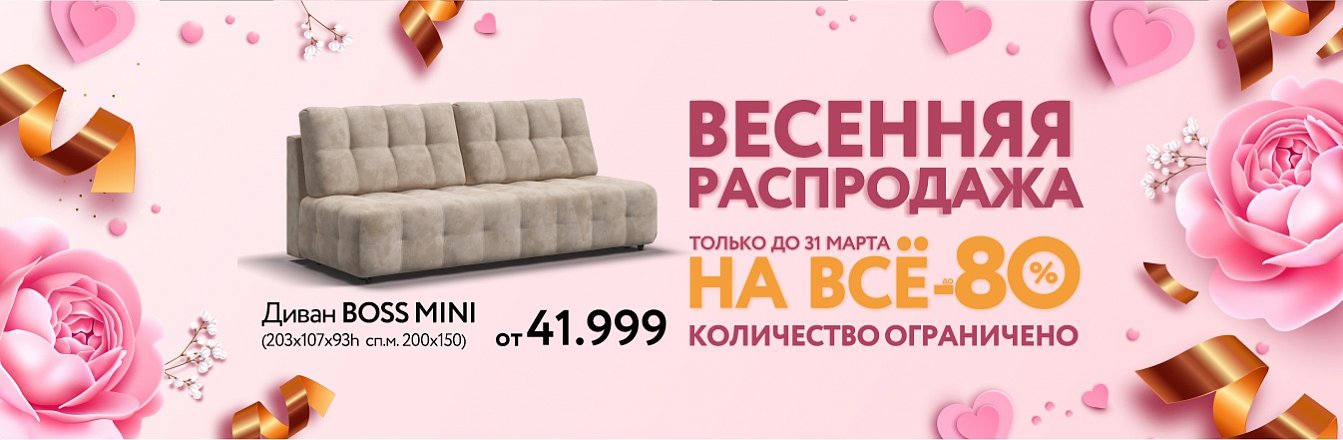 ВЕСЕННЯЯ
РАСПРОДАЖА
ТОЛЬКО ДО 31 МАРТА
НА ВСЁ до -80%
КОЛИЧЕСТВО ОГРАНИЧЕНО
Диван BOSS MINI
(203x107x93h сп.м. 200x150)
от 41.999